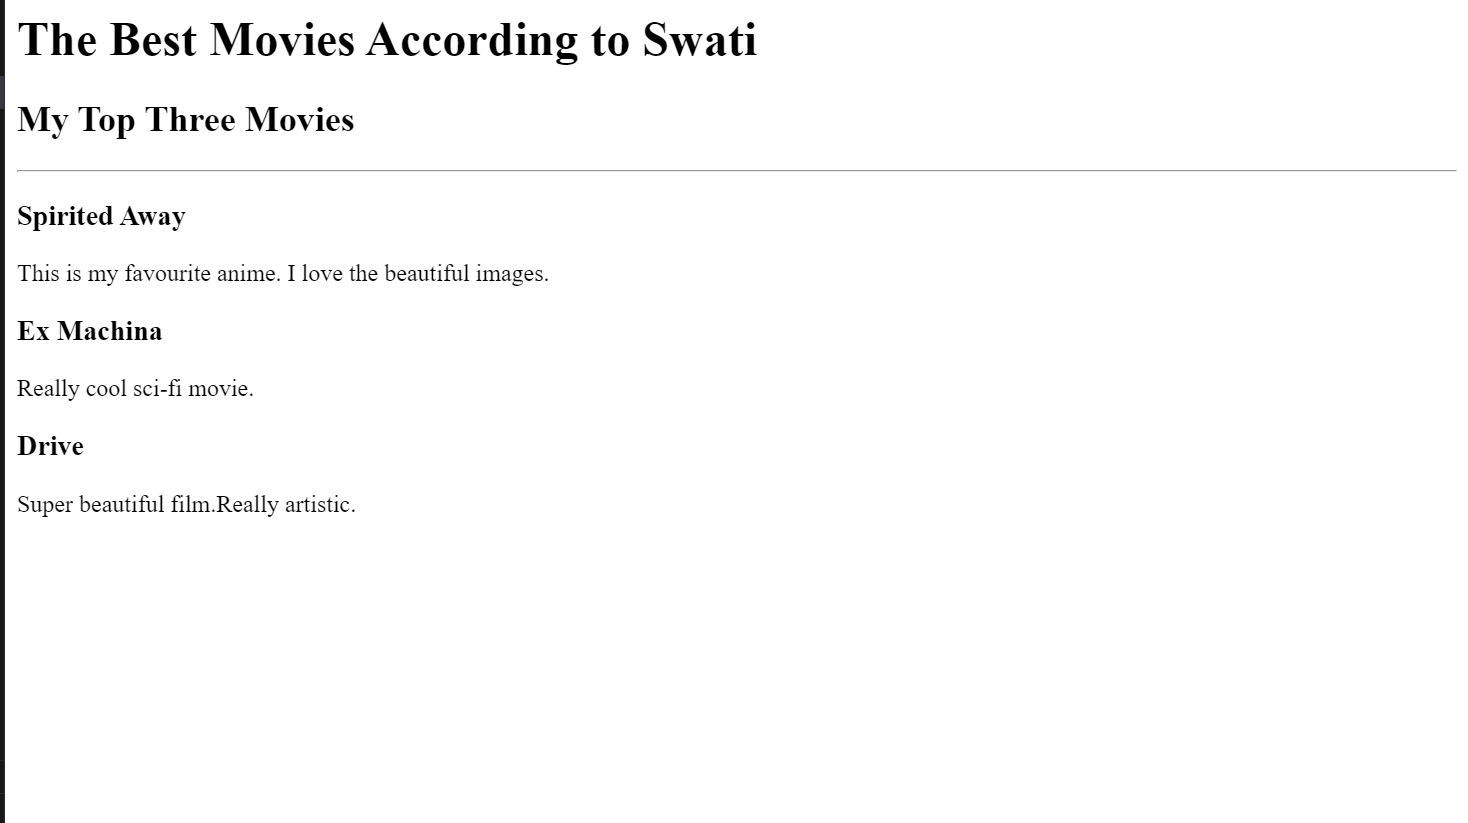 The Best Movies According to Swati
My Top Three Movies
Spirited Away
This is my favourite anime. I love the beautiful images.
Ex Machina
Really cool sci-fi movie.
Drive
Super beautiful film.Really artistic.